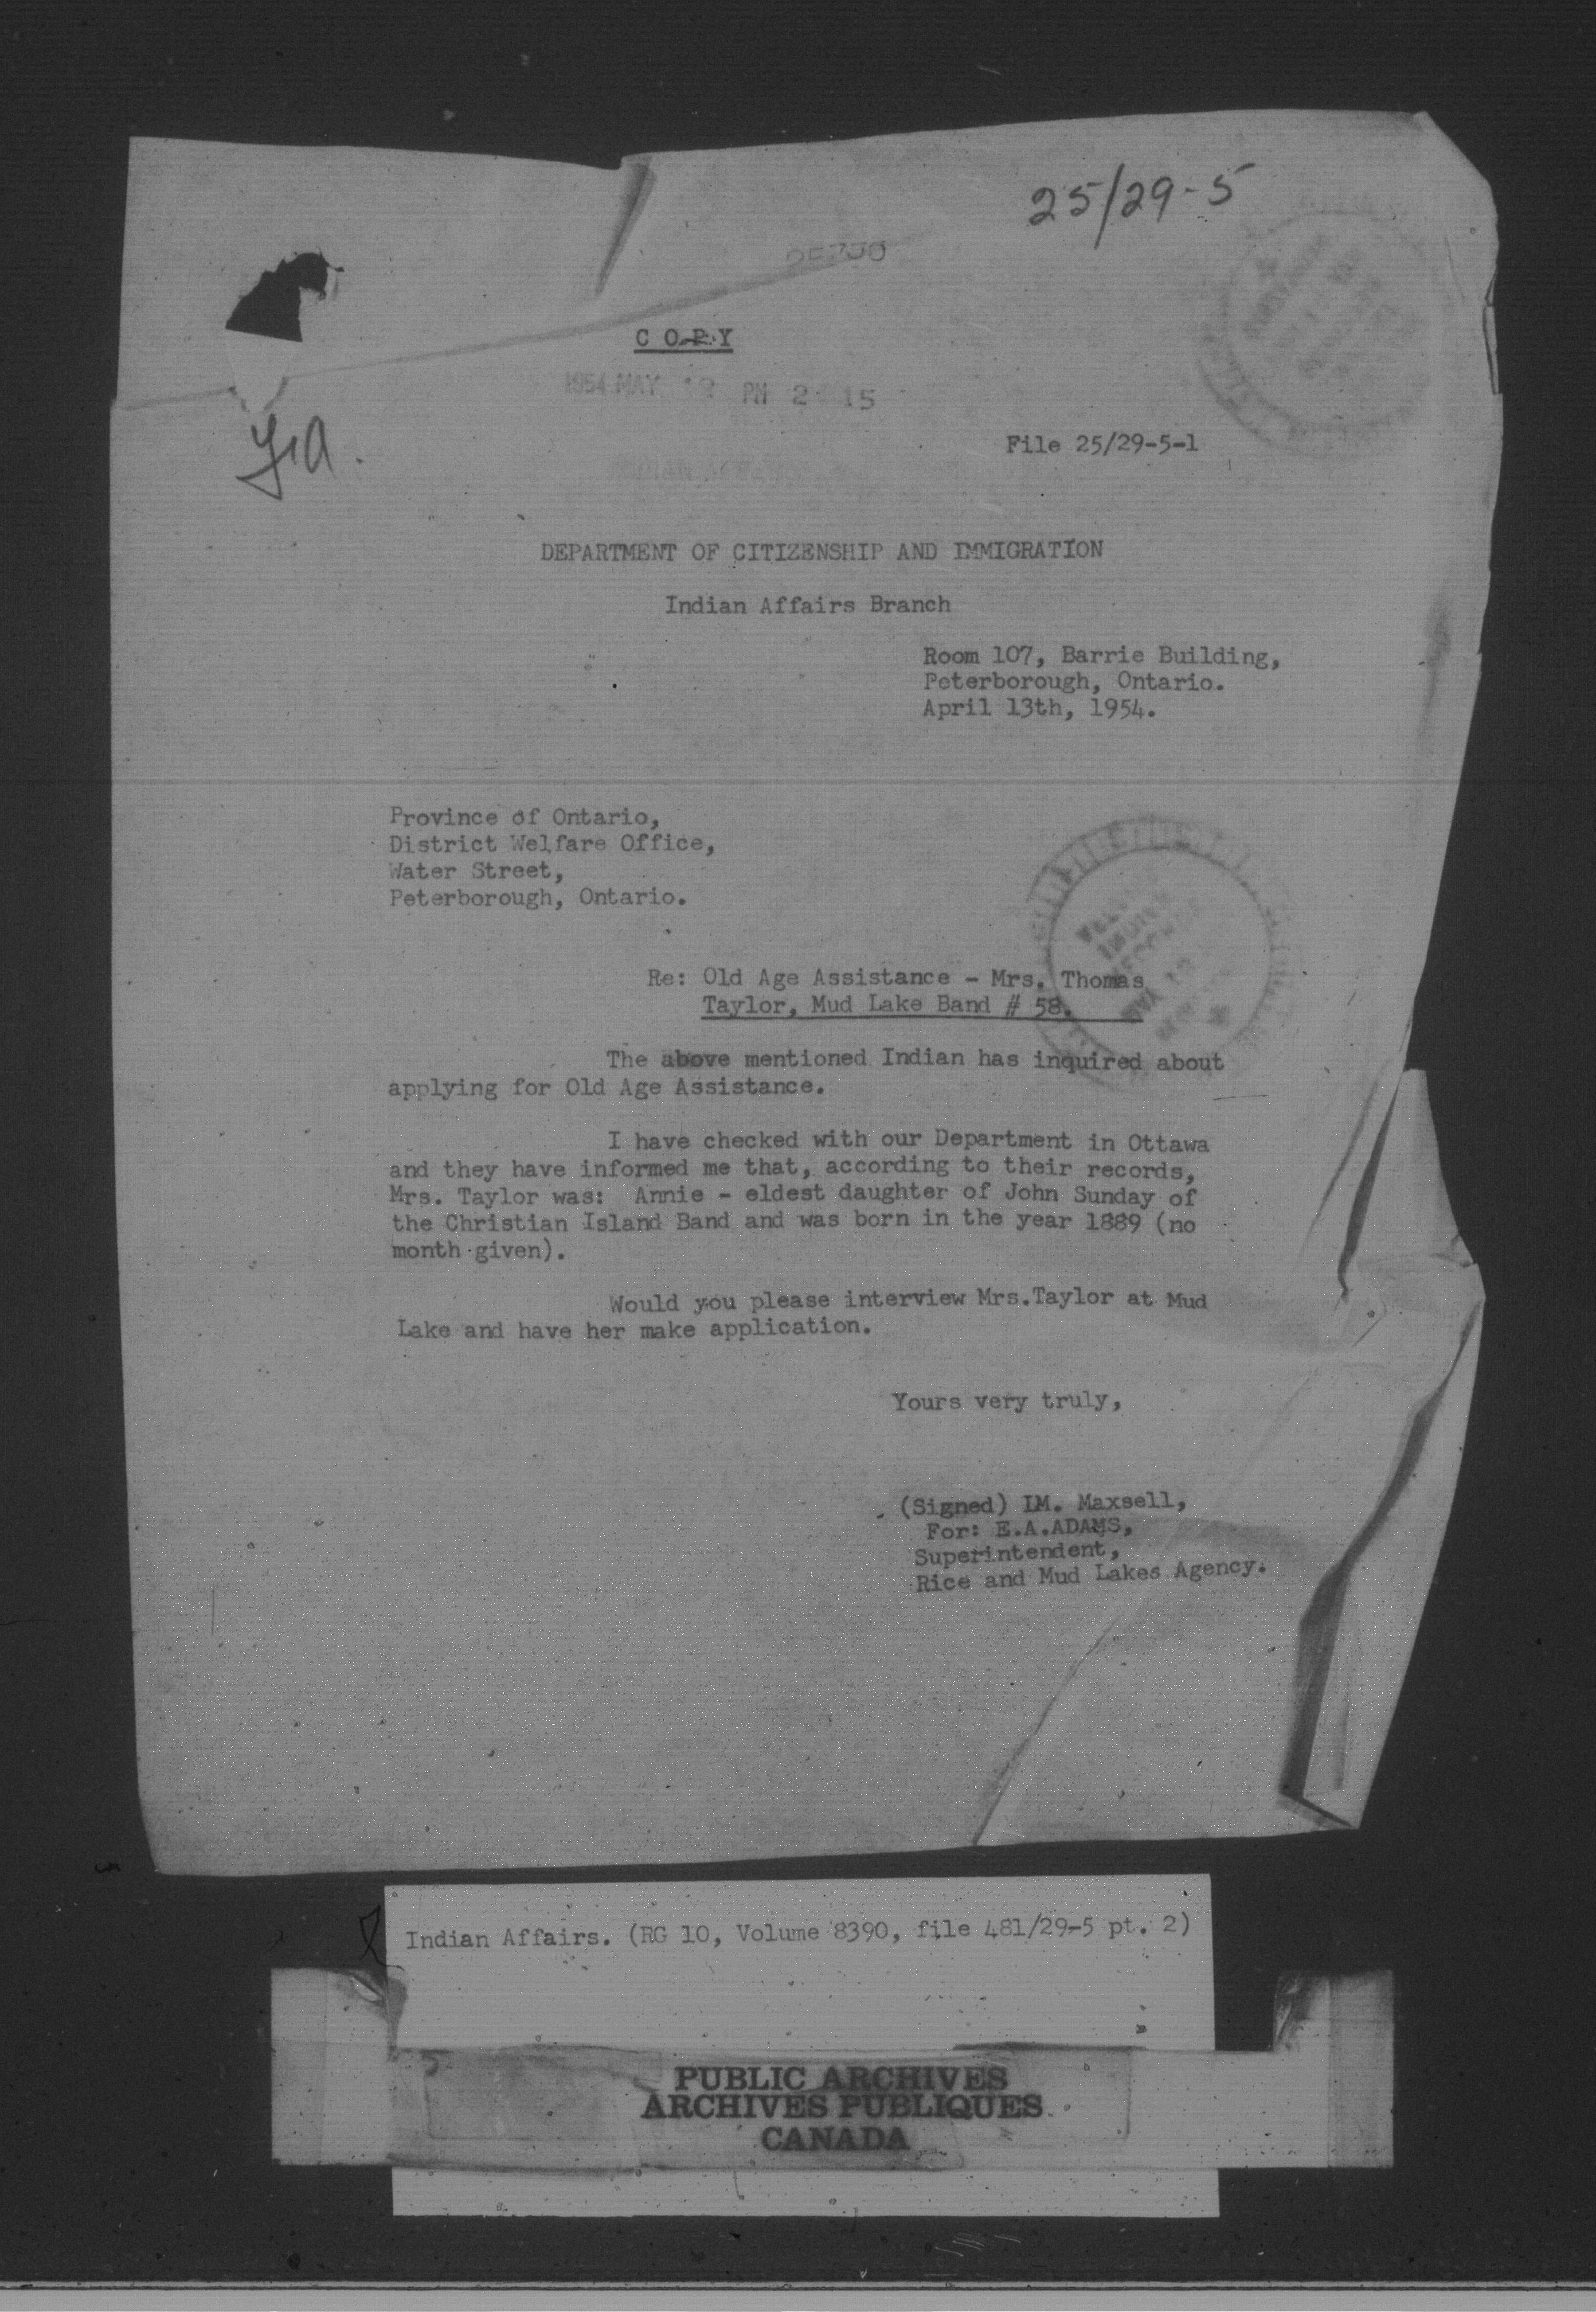 25/29-5
C O P Y
1954 MAY PM 2 15
File 25/29-5-1
DEPARTMENT OF CITIZENSHIP AND IMMIGRATION
Indian Affairs Branch
Room 107, Barrie Building,
Peterborough, Ontario.
April 13th, 1954.
Province of Ontario,
District Welfare Office,
Water Street,
Peterborough, Ontario.
Re: Old Age Assistance - Mrs. Thomas
Taylor, Mud Lake Band # 58.
The above mentioned Indian has inquired about
applying for Old Age Assistance.
I have checked with our Department in Ottawa
and they have informed me that, according to their records,
Mrs. Taylor was: Annie - eldest daughter of John Sunday of
the Christian Island Band and was born in the year 1889 (no
month given).
Would you please interview Mrs.Taylor at Mud
Lake and have her make application.
Yours very truly,
(Signed) IM. Maxsell,
For: E.A.ADAMS,
Superintendent,
Rice and Mud Lakes Agency.
Indian Affairs. (RG 10, Volume 8390, file 481/29-5 pt. 2)
PUBLIC ARCHIVES
ARCHIVES PUBLIQUES
CANADA